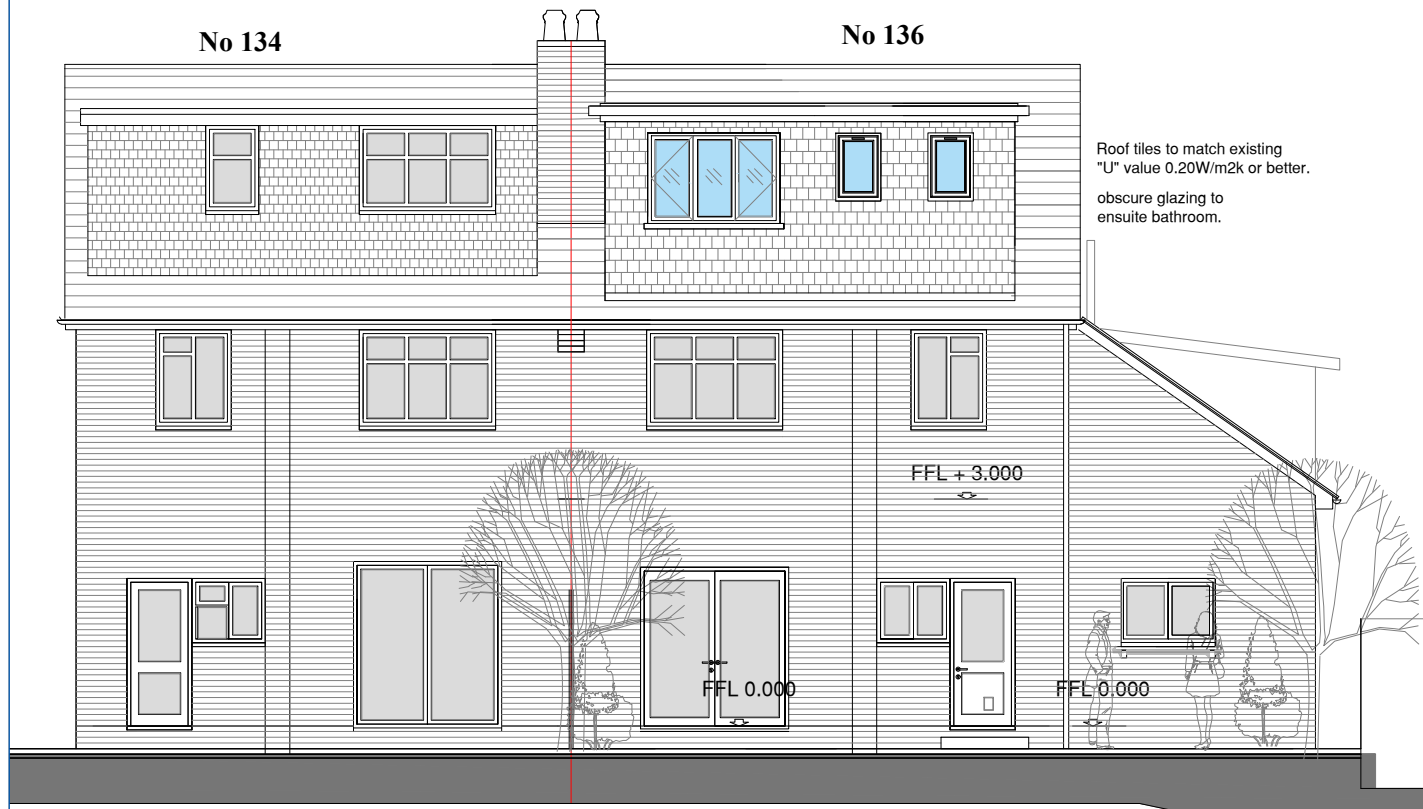 No 134
No 136
Roof tiles to match existing
"U" value 0.20W/m2k or better.
obscure glazing to
ensuite bathroom.
FFL + 3.000
FFL 0.000
FFL 0.000